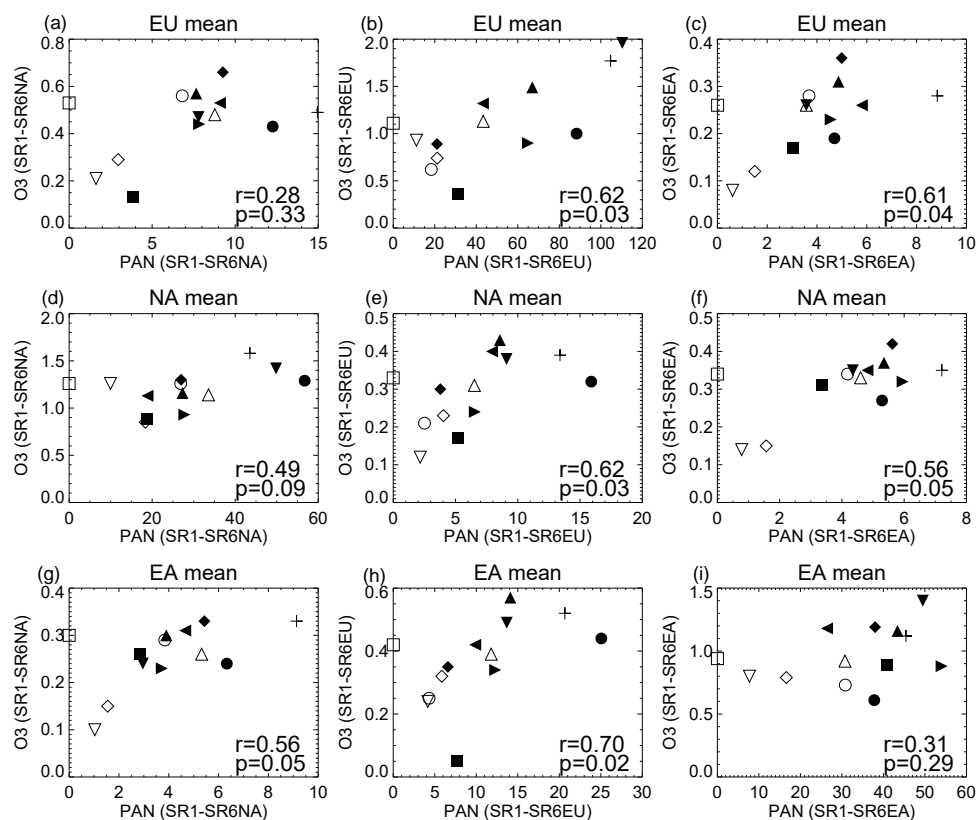 (a) EU mean
0.8
0.6
0.4
0.2
0.0
O3 (SR1-SR6NA)
r=0.28
p=0.33
0 5 10 15
PAN (SR1-SR6NA)
(b) EU mean
2.0
1.5
1.0
0.5
0.0
O3 (SR1-SR6EU)
r=0.62
p=0.03
0 20 40 60 80 100 120
PAN (SR1-SR6EU)
(c) EU mean
0.4
0.3
0.2
0.1
0.0
O3 (SR1-SR6EA)
r=0.61
p=0.04
0 2 4 6 8 10
PAN (SR1-SR6EA)
(d) NA mean
2.0
1.5
1.0
0.5
0.0
O3 (SR1-SR6NA)
r=0.49
p=0.09
0 20 40 60
PAN (SR1-SR6NA)
(e) NA mean
0.5
0.4
0.3
0.2
0.1
0.0
O3 (SR1-SR6EU)
r=0.62
p=0.03
0 5 10 15 20
PAN (SR1-SR6EU)
(f) NA mean
0.5
0.4
0.3
0.2
0.1
0.0
O3 (SR1-SR6EA)
r=0.56
p=0.05
0 2 4 6 8
PAN (SR1-SR6EA)
(g) EA mean
0.4
0.3
0.2
0.1
0.0
O3 (SR1-SR6NA)
r=0.56
p=0.05
0 2 4 6 8 10
PAN (SR1-SR6NA)
(h) EA mean
0.6
0.4
0.2
0.0
O3 (SR1-SR6EU)
r=0.70
p=0.02
0 5 10 15 20 25 30
PAN (SR1-SR6EU)
(i) EA mean
1.5
1.0
0.5
0.0
O3 (SR1-SR6EA)
r=0.31
p=0.29
0 10 20 30 40 50 60
PAN (SR1-SR6EA)